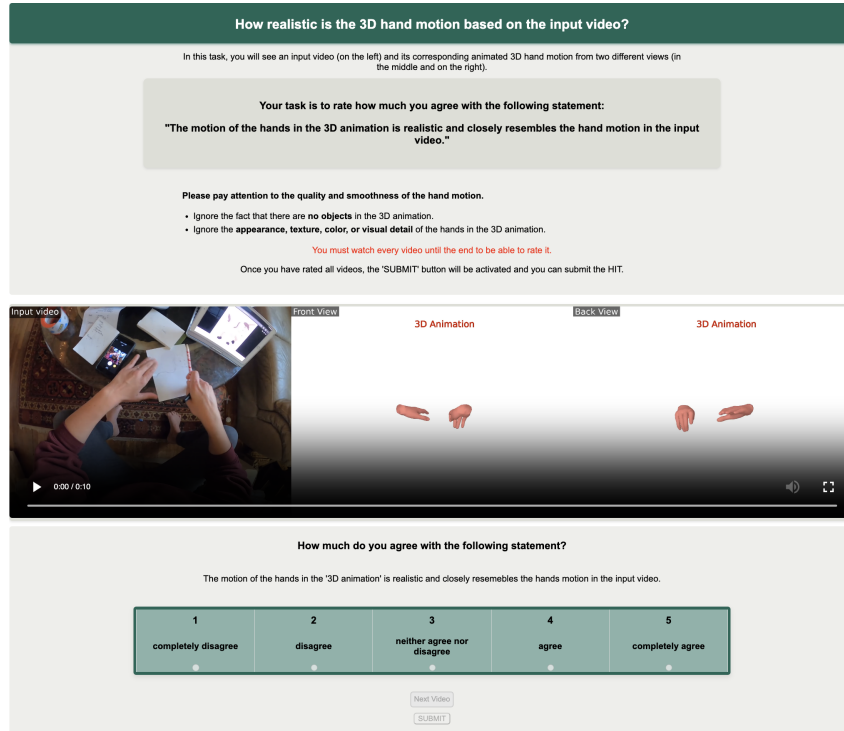 How realistic is the 3D hand motion based on the input video?
In this task, you will see an input video (on the left) and its corresponding animated 3D hand motion from two different views (in
the middle and on the right).
Your task is to rate how much you agree with the following statement:
"The motion of the hands in the 3D animation is realistic and closely resembles the hand motion in the input
video."
Please pay attention to the quality and smoothness of the hand motion.
• Ignore the fact that there are no objects in the 3D animation.
• Ignore the appearance, texture, color, or visual detail of the hands in the 3D animation.
You must watch every video until the end to be able to rate it.
Once you have rated all videos, the 'SUBMIT' button will be activated and you can submit the HIT.
Input video
Front View
Back View
3D Animation
3D Animation
0:00 / 0:10
How much do you agree with the following statement?
The motion of the hands in the '3D animation' is realistic and closely resemebles the hands motion in the input video.
1
2
3
4
5
completely disagree
disagree
neither agree nor
disagree
agree
completely agree
Next Video
SUBMIT